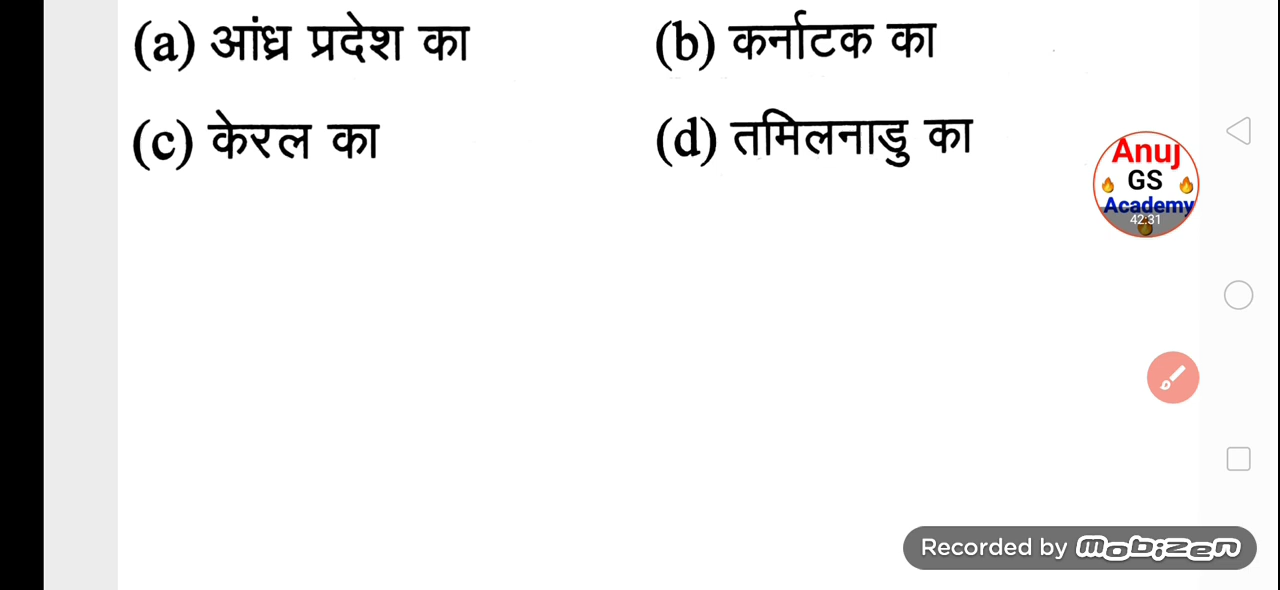 (a) आंध्र प्रदेश का (b) कर्नाटक का
(c) केरल का (d) तमिलनाडु का
Anuj
GS
Academy
42:31
Recorded by mobizen